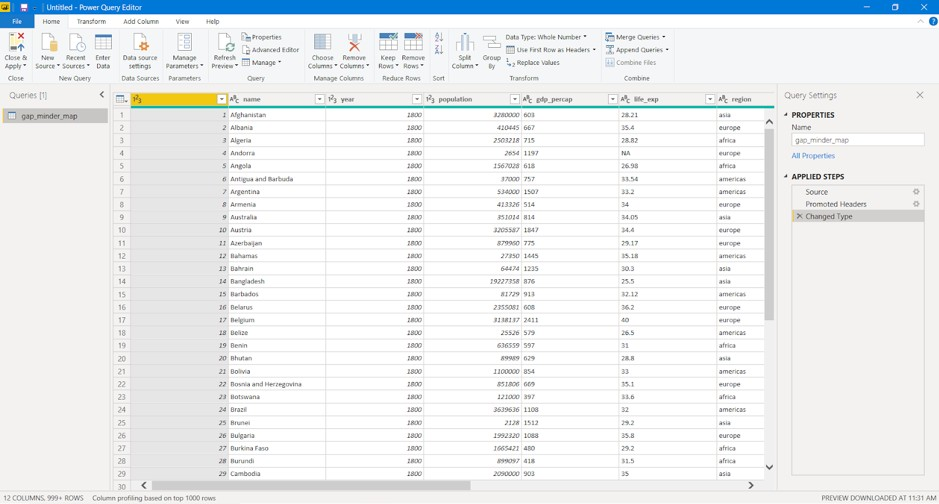 Untitled - Power Query Editor
File Home Transform Add Column View Help
Close & Apply
New Source
Recent Sources
Enter Data
Data source settings
Manage Parameters
Refresh Preview
Properties
Advanced Editor
Manage
Choose Columns
Remove Columns
Keep Rows
Remove Rows
Split Column
Group By
Data Type: Whole Number
Use First Row as Headers
Replace Values
Merge Queries
Append Queries
Combine Files
Close New Query Data Sources Parameters Query Manage Columns Reduce Rows Sort Transform Combine
Queries [1]
gap_minder_map
name year population gdp_percap life_exp region
1 1 Afghanistan 1800 3280000 603 28.21 asia
2 2 Albania 1800 410445 667 35.4 europe
3 3 Algeria 1800 2503218 715 28.82 africa
4 4 Andorra 1800 2654 1197 NA europe
5 5 Angola 1800 1567028 618 26.98 africa
6 6 Antigua and Barbuda 1800 37000 757 33.54 americas
7 7 Argentina 1800 534000 1507 33.2 americas
8 8 Armenia 1800 413326 514 34 europe
9 9 Australia 1800 351014 814 34.05 asia
10 10 Austria 1800 3205587 1847 34.4 europe
11 11 Azerbaijan 1800 879960 775 29.17 europe
12 12 Bahamas 1800 27350 1445 35.18 americas
13 13 Bahrain 1800 64474 1235 30.3 asia
14 14 Bangladesh 1800 19227358 876 25.5 asia
15 15 Barbados 1800 81729 913 32.12 americas
16 16 Belarus 1800 2355081 608 36.2 europe
17 17 Belgium 1800 3138137 2411 40 europe
18 18 Belize 1800 25526 579 26.5 americas
19 19 Benin 1800 636559 597 31 africa
20 20 Bhutan 1800 89989 629 28.8 asia
21 21 Bolivia 1800 1100000 854 33 americas
22 22 Bosnia and Herzegovina 1800 851806 669 35.1 europe
23 23 Botswana 1800 121000 397 33.6 africa
24 24 Brazil 1800 3639636 1108 32 americas
25 25 Brunei 1800 2128 1512 29.2 asia
26 26 Bulgaria 1800 1992320 1088 35.8 europe
27 27 Burkina Faso 1800 1665421 480 29.2 africa
28 28 Burundi 1800 899097 418 31.5 africa
29 29 Cambodia 1800 2090000 903 35 asia
30
Query Settings
PROPERTIES
Name
gap_minder_map
All Properties
APPLIED STEPS
Source
Promoted Headers
Changed Type
12 COLUMNS, 999+ ROWS Column profiling based on top 1000 rows
PREVIEW DOWNLOADED AT 11:31 AM